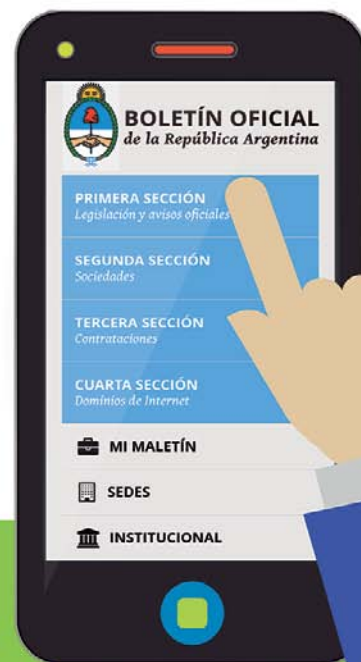 BOLETÍN OFICIAL
de la República Argentina
PRIMERA SECCIÓN
Legislación y avisos oficiales
SEGUNDA SECCIÓN
Sociedades
TERCERA SECCIÓN
Contrataciones
CUARTA SECCIÓN
Dominios de Internet
MI MALETÍN
SEDES
INSTITUCIONAL